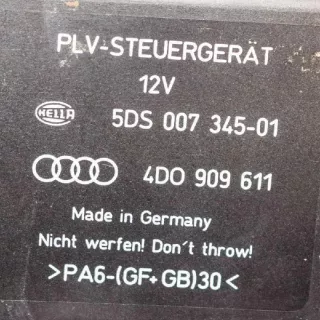 PLV-STEUERGERÄT
12V
HELLA 5DS 007 345-01
4D0 909 611
Made in Germany
Nicht werfen! Don´t throw!
>PA6-(GF+GB)30<